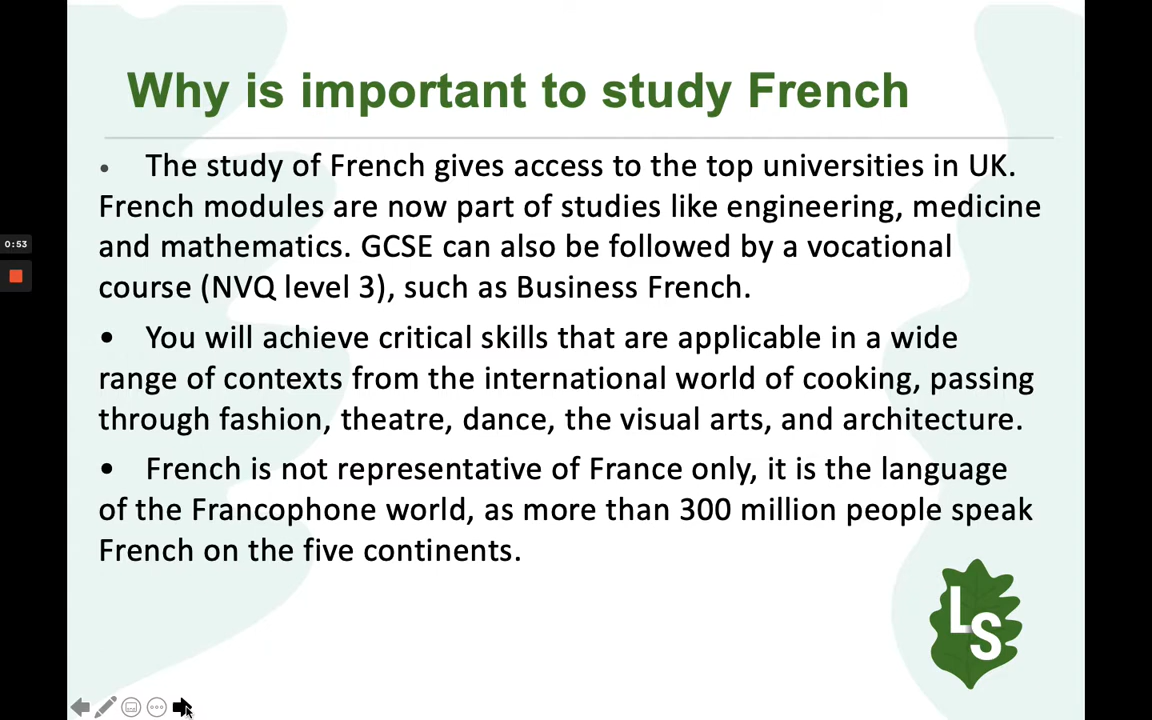 Why is important to study French
• The study of French gives access to the top universities in UK.
French modules are now part of studies like engineering, medicine
and mathematics. GCSE can also be followed by a vocational
course (NVQ level 3), such as Business French.
• You will achieve critical skills that are applicable in a wide
range of contexts from the international world of cooking, passing
through fashion, theatre, dance, the visual arts, and architecture.
• French is not representative of France only, it is the language
of the Francophone world, as more than 300 million people speak
French on the five continents.
0:53
LS